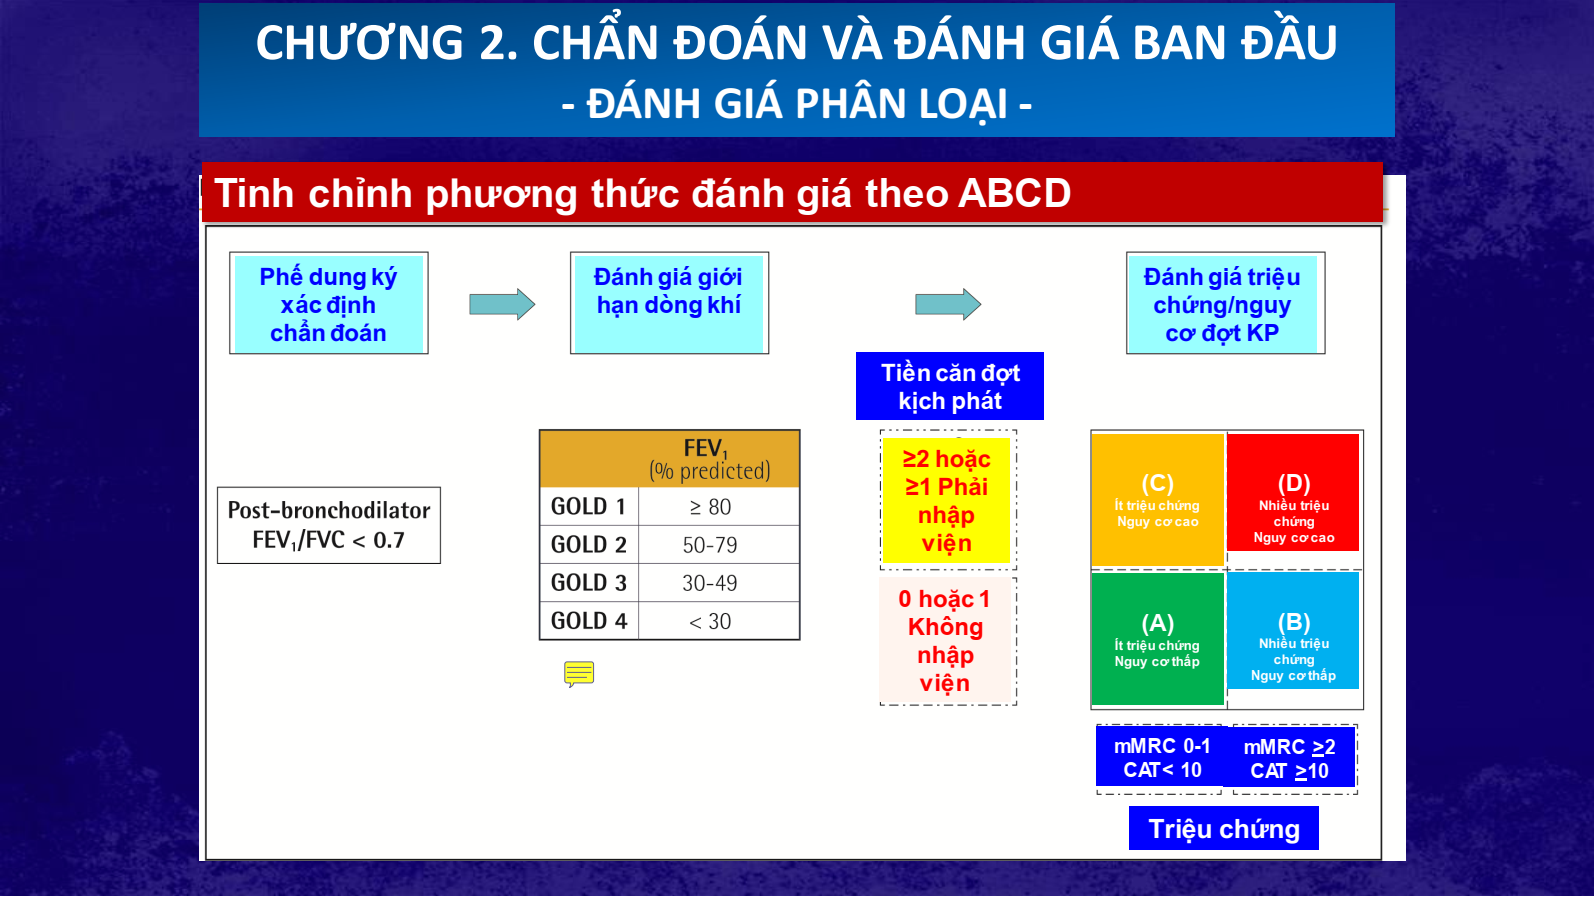 CHƯƠNG 2. CHẨN ĐOÁN VÀ ĐÁNH GIÁ BAN ĐẦU
- ĐÁNH GIÁ PHÂN LOẠI -
Tinh chỉnh phương thức đánh giá theo ABCD
Phế dung ký
xác định
chẩn đoán
Đánh giá giới
hạn dòng khí
Đánh giá triệu
chứng/nguy
cơ đợt KP
Tiền căn đợt
kịch phát
Post-bronchodilator
FEV₁/FVC < 0.7
FEV₁
(% predicted)
GOLD 1 ≥ 80
GOLD 2 50-79
GOLD 3 30-49
GOLD 4 < 30
≥2 hoặc
≥1 Phải
nhập
viện
0 hoặc 1
Không
nhập
viện
(C)
Ít triệu chứng
Nguy cơ cao
(D)
Nhiều triệu
chứng
Nguy cơ cao
(A)
Ít triệu chứng
Nguy cơ thấp
(B)
Nhiều triệu
chứng
Nguy cơ thấp
mMRC 0-1
CAT< 10
mMRC ≥2
CAT ≥10
Triệu chứng